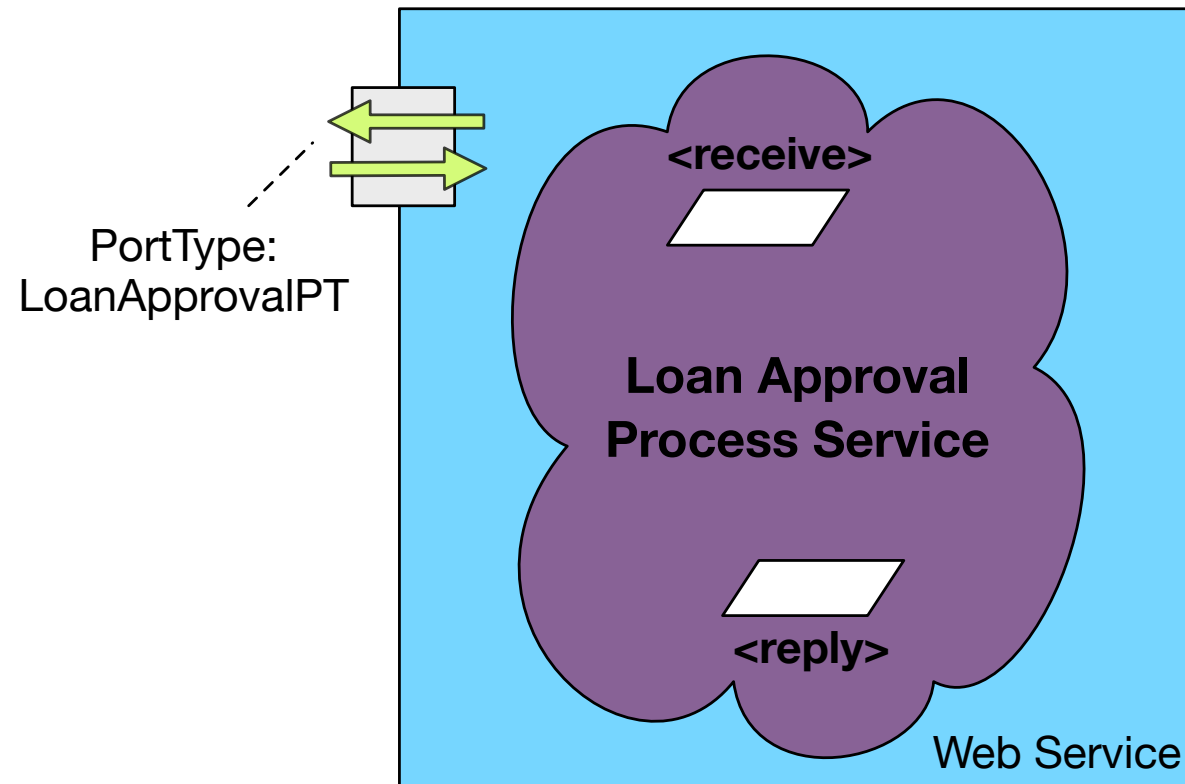 <receive>
PortType:
LoanApprovalPT
Loan Approval
Process Service
<reply>
Web Service